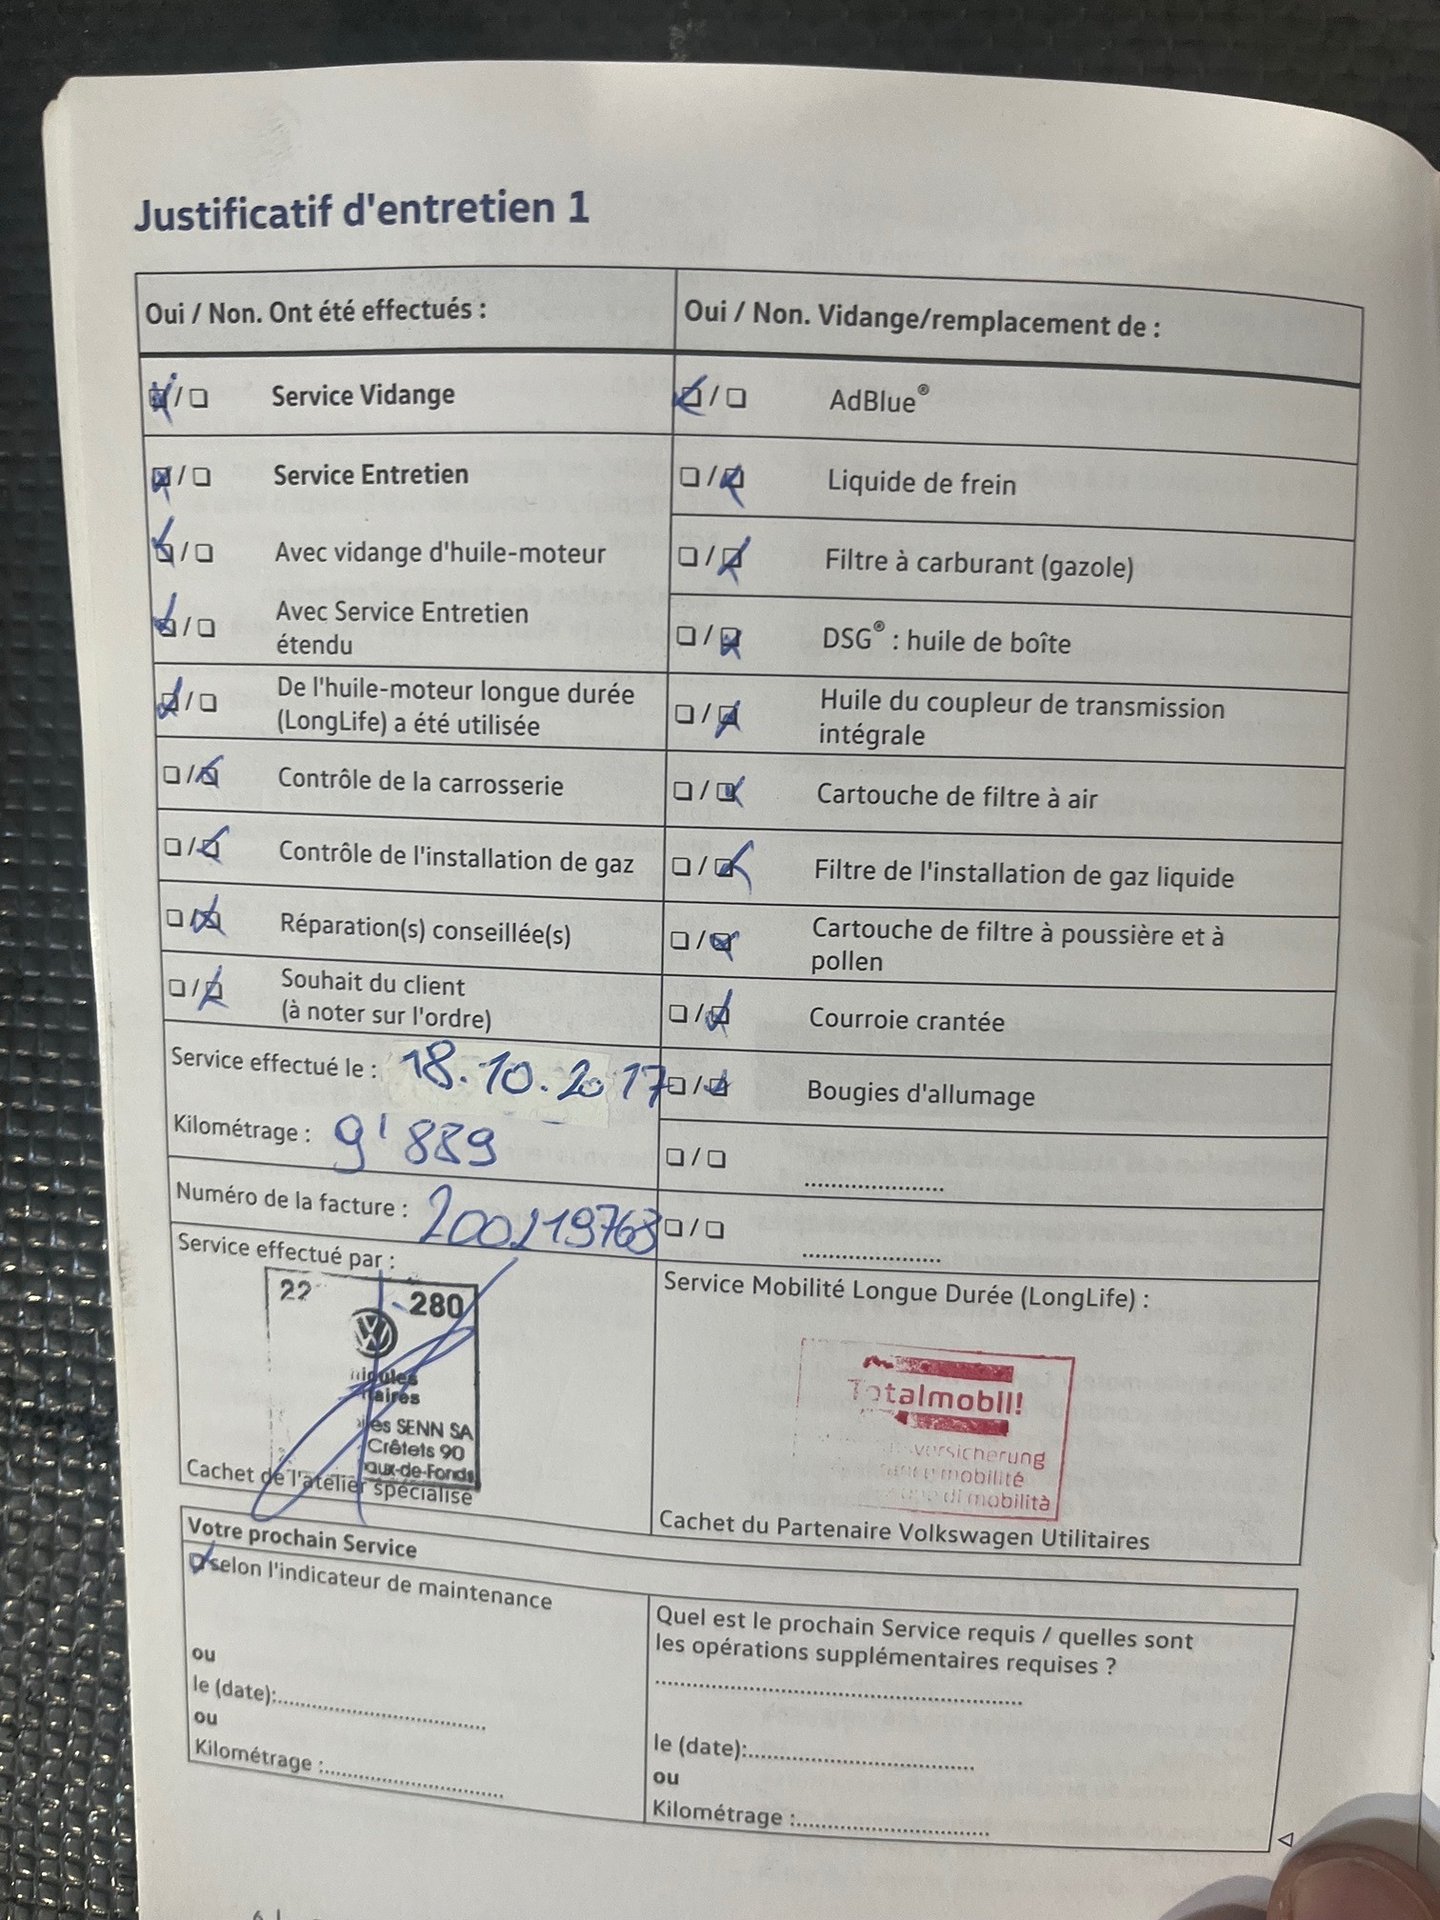 Justificatif d'entretien 1
Oui / Non. Ont été effectués :
Service Vidange
Service Entretien
Avec vidange d'huile-moteur
Avec Service Entretien
étendu
De l'huile-moteur longue durée
(LongLife) a été utilisée
Contrôle de la carrosserie
Contrôle de l'installation de gaz
Réparation(s) conseillée(s)
Souhait du client
(à noter sur l'ordre)
Service effectué le : 18.10.2017
Kilométrage : 9'889
Numéro de la facture : 200219763
Service effectué par :
22 280
SENN SA
Crêtets 90
Cachet de l'atelier spécialisé
Oui / Non. Vidange/remplacement de :
AdBlue®
Liquide de frein
Filtre à carburant (gazole)
DSG® : huile de boîte
Huile du coupleur de transmission
intégrale
Cartouche de filtre à air
Filtre de l'installation de gaz liquide
Cartouche de filtre à poussière et à
pollen
Courroie crantée
Bougies d'allumage
Service Mobilité Longue Durée (LongLife) :
Totalmobil!
mobilité
di mobilità
Cachet du Partenaire Volkswagen Utilitaires
Votre prochain Service
selon l'indicateur de maintenance
ou
le (date):
ou
Kilométrage :
Quel est le prochain Service requis / quelles sont
les opérations supplémentaires requises ?
le (date):
ou
Kilométrage :